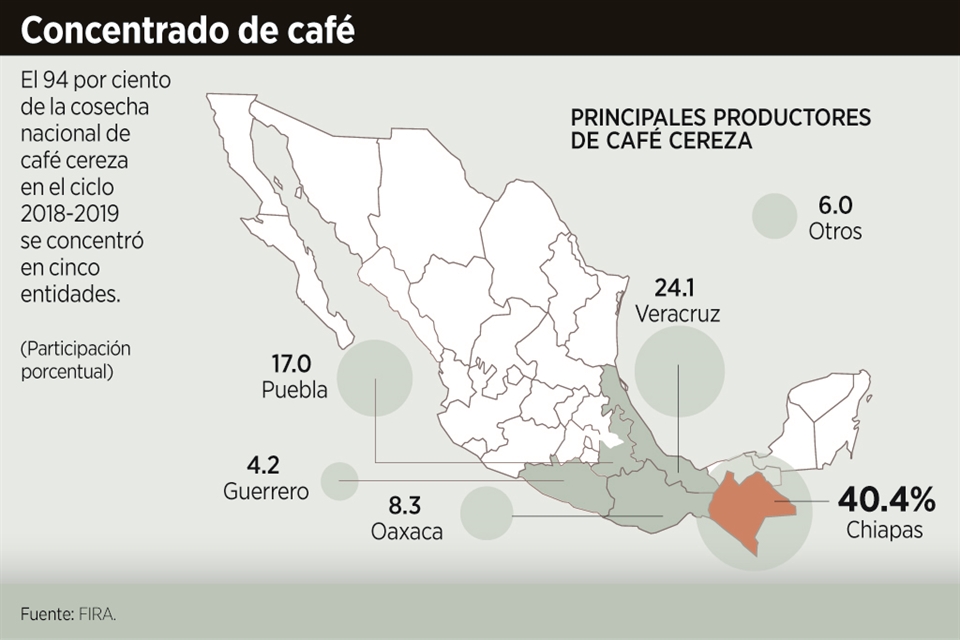 Concentrado de café
El 94 por ciento
de la cosecha
nacional de
café cereza
en el ciclo
2018-2019
se concentró
en cinco
entidades.
(Participación
porcentual)
PRINCIPALES PRODUCTORES
DE CAFÉ CEREZA
6.0
Otros
24.1
Veracruz
17.0
Puebla
4.2
Guerrero
8.3
Oaxaca
40.4%
Chiapas
Fuente: FIRA.